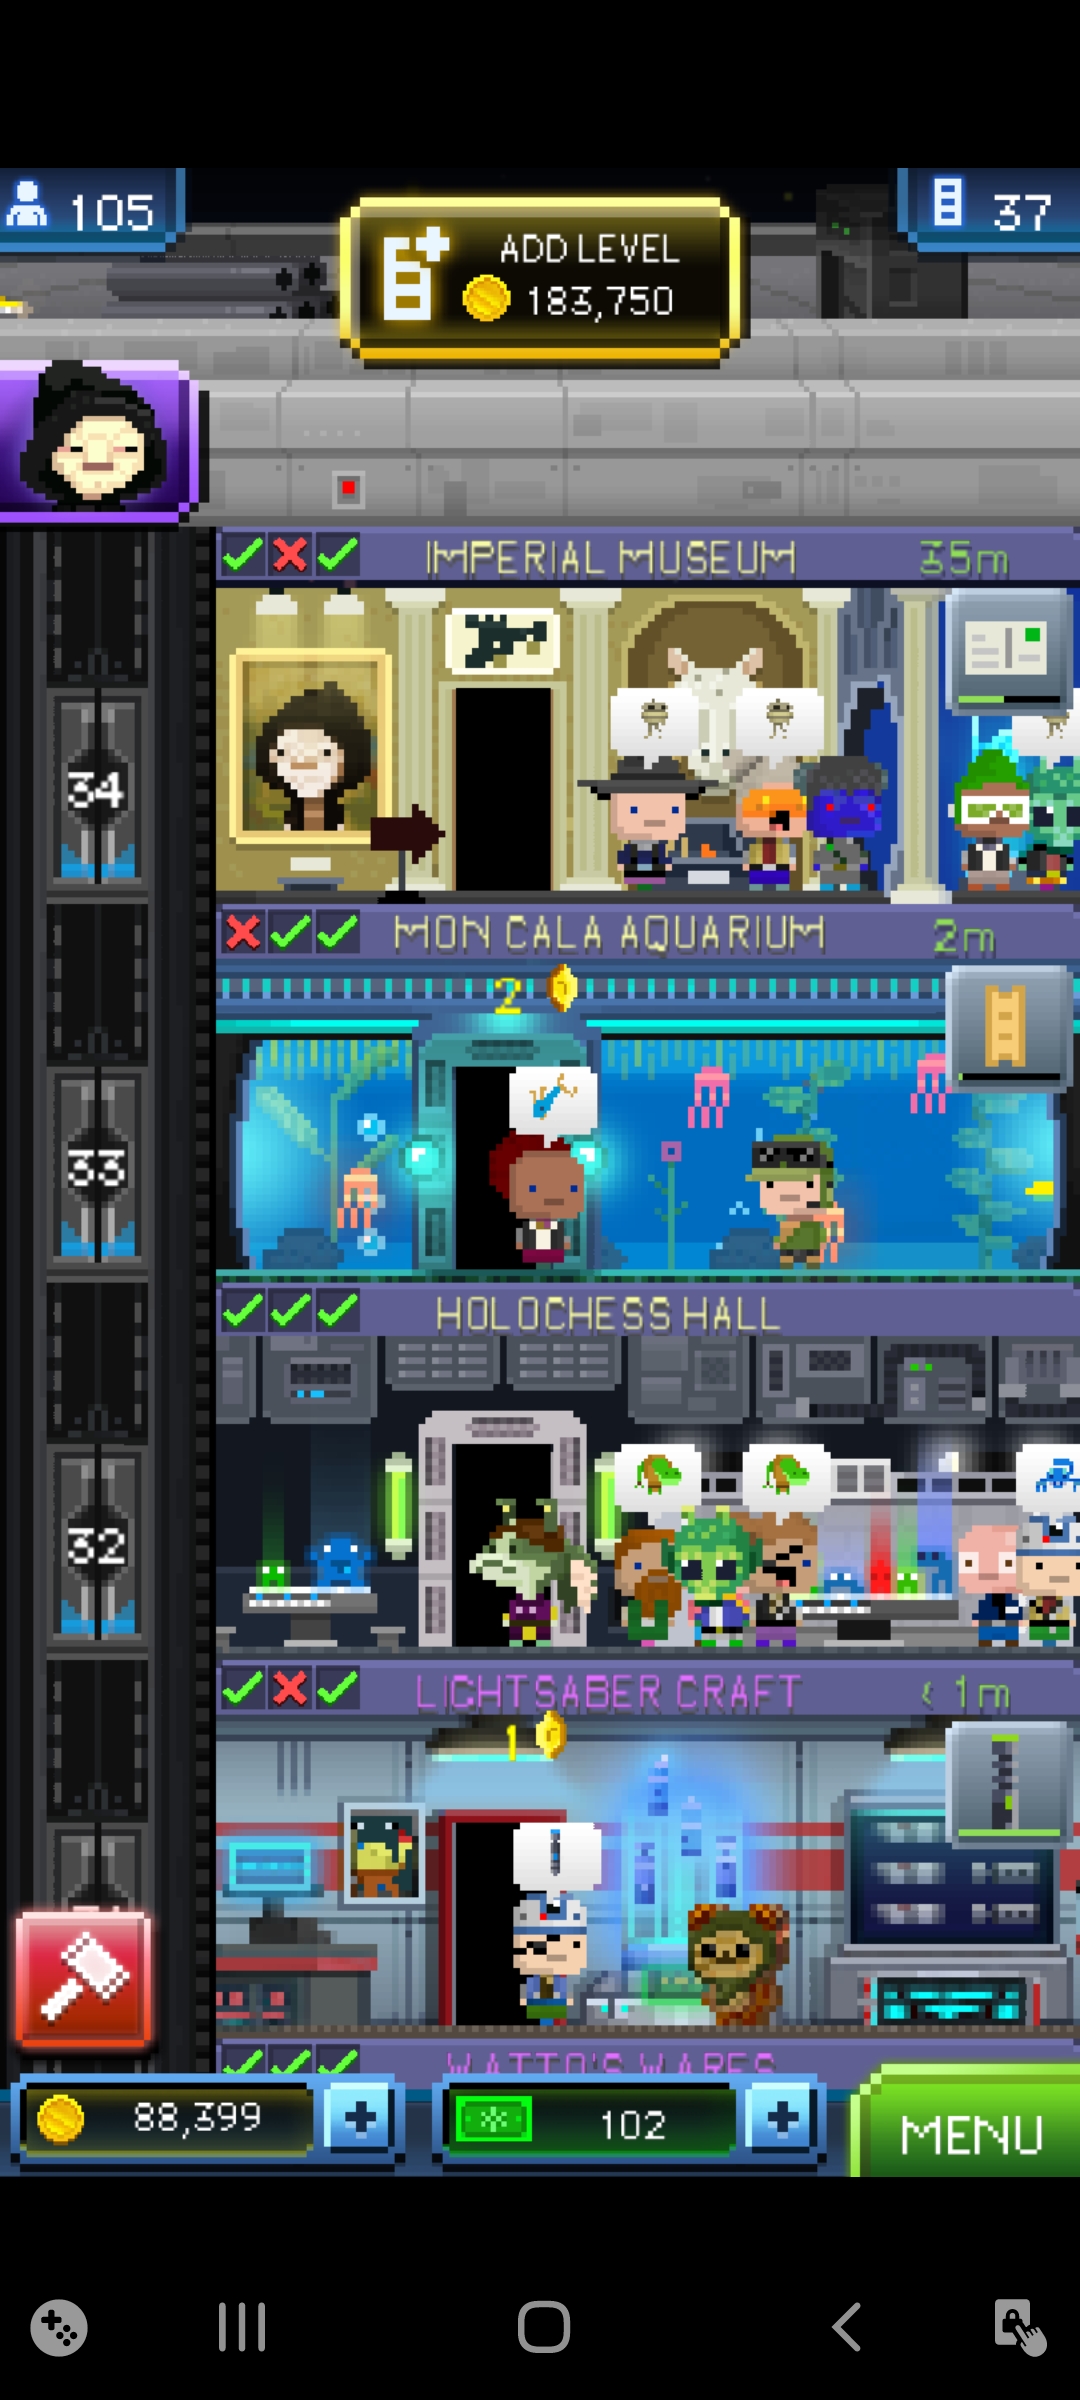 105
ADD LEVEL
183,750
37
IMPERIAL MUSEUM 35m
34
MON CALA AQUARIUM 2m
2
33
HOLOCHESS HALL
32
LIGHTSABER CRAFT < 1m
1
WATTO'S WARES
88,399
102
MENU